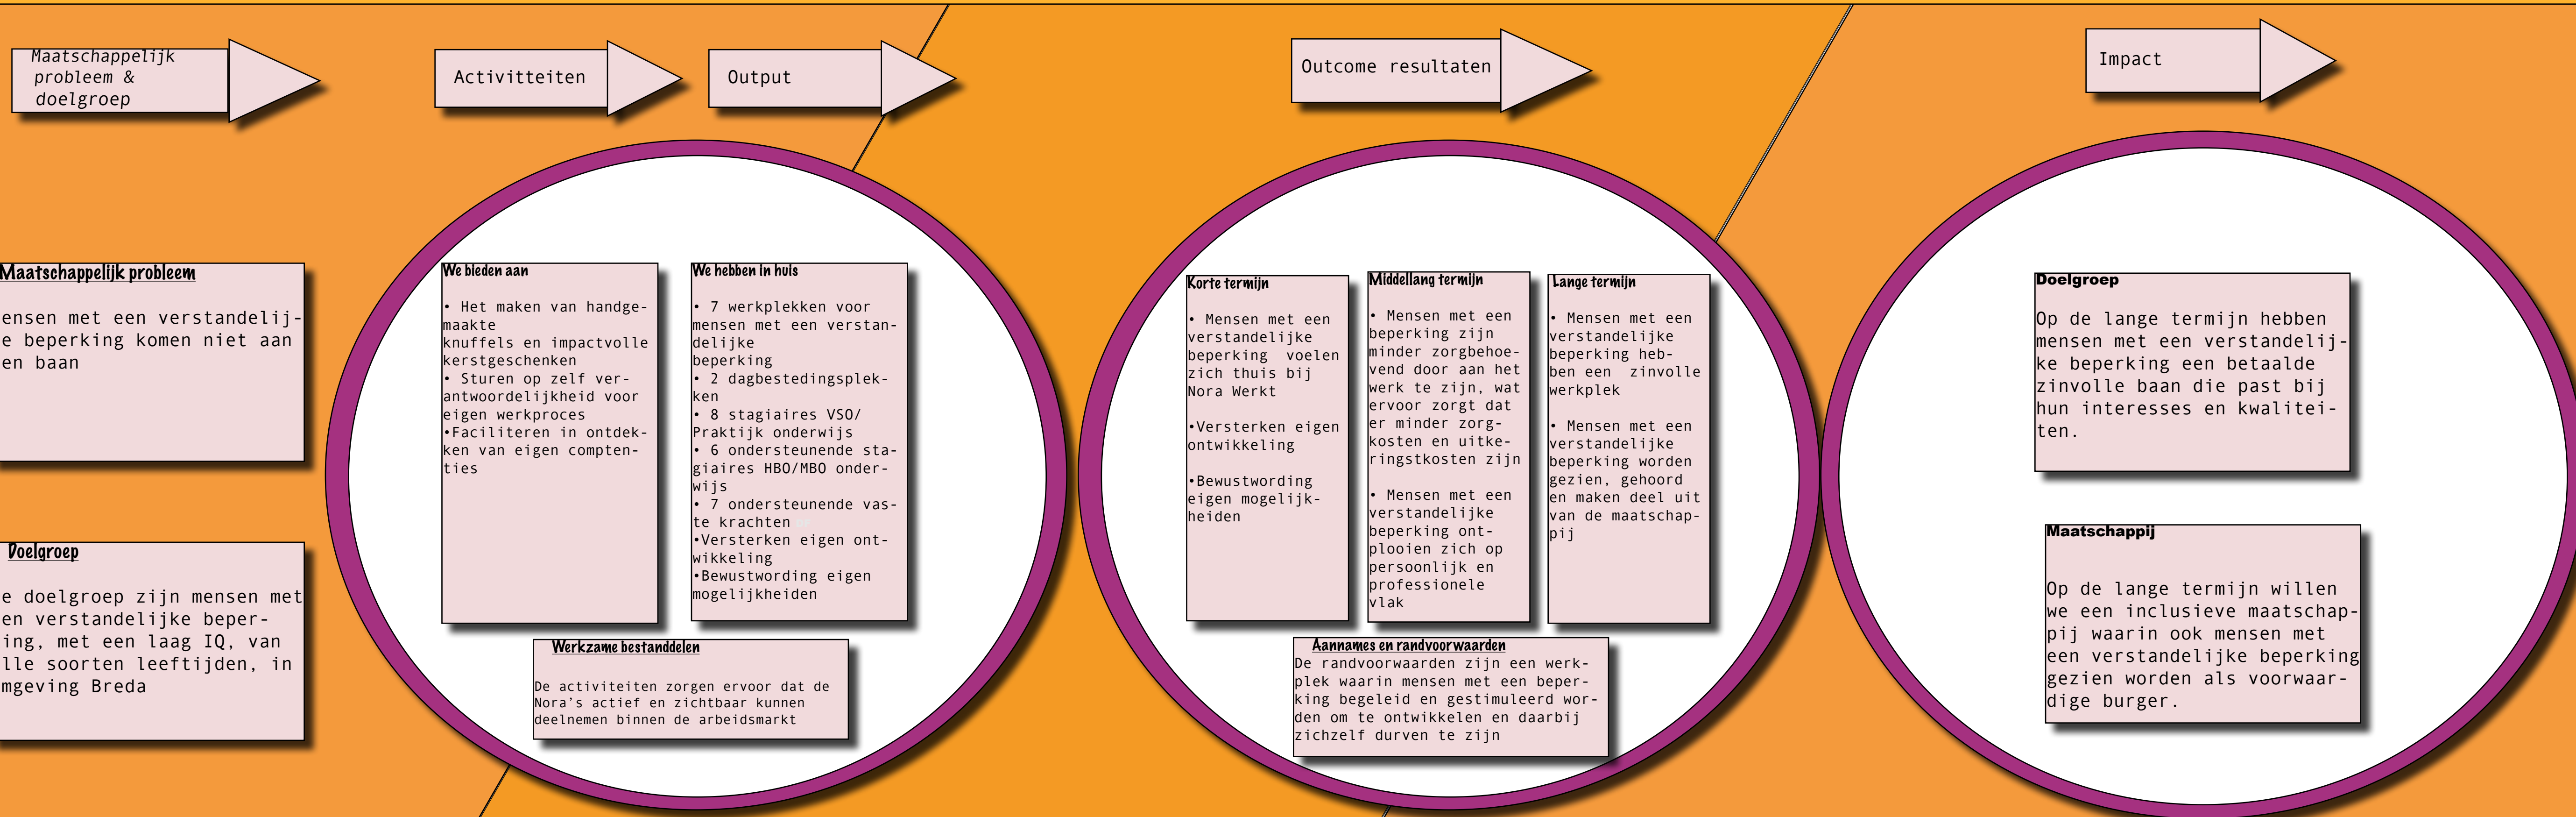 Maatschappelijk
probleem &
doelgroep
Activitteiten
Output
Outcome resultaten
Impact
Maatschappelijk probleem
ensen met een verstandelij-
e beperking komen niet aan
en baan
Doelgroep
e doelgroep zijn mensen met
en verstandelijke beper-
ing, met een laag IQ, van
lle soorten leeftijden, in
mgeving Breda
We bieden aan
• Het maken van handge-
maakte
knuffels en impactvolle
kerstgeschenken
• Sturen op zelf ver-
antwoordelijkheid voor
eigen werkproces
•Faciliteren in ontdek-
ken van eigen compten-
ties
We hebben in huis
• 7 werkplekken voor
mensen met een verstan-
delijke
beperking
• 2 dagbestedingsplek-
ken
• 8 stagiaires VSO/
Praktijk onderwijs
• 6 ondersteunende sta-
giaires HBO/MBO onder-
wijs
• 7 ondersteunende vas-
te krachten
•Versterken eigen ont-
wikkeling
•Bewustwording eigen
mogelijkheiden
Werkzame bestanddelen
De activiteiten zorgen ervoor dat de
Nora's actief en zichtbaar kunnen
deelnemen binnen de arbeidsmarkt
Korte termijn
• Mensen met een
verstandelijke
beperking voelen
zich thuis bij
Nora Werkt
•Versterken eigen
ontwikkeling
•Bewustwording
eigen mogelijk-
heiden
Middellang termijn
• Mensen met een
beperking zijn
minder zorgbehoe-
vend door aan het
werk te zijn, wat
ervoor zorgt dat
er minder zorg-
kosten en uitke-
ringstkosten zijn
• Mensen met een
verstandelijke
beperking ont-
plooien zich op
persoonlijk en
professionele
vlak
Lange termijn
• Mensen met een
verstandelijke
beperking heb-
ben een zinvolle
werkplek
• Mensen met een
verstandelijke
beperking worden
gezien, gehoord
en maken deel uit
van de maatschap-
pij
Aannames en randvoorwaarden
De randvoorwaarden zijn een werk-
plek waarin mensen met een beper-
king begeleid en gestimuleerd wor-
den om te ontwikkelen en daarbij
zichzelf durven te zijn
Doelgroep
Op de lange termijn hebben
mensen met een verstandelij-
ke beperking een betaalde
zinvolle baan die past bij
hun interesses en kwalitei-
ten.
Maatschappij
Op de lange termijn willen
we een inclusieve maatschap-
pij waarin ook mensen met
een verstandelijke beperking
gezien worden als voorwaar-
dige burger.